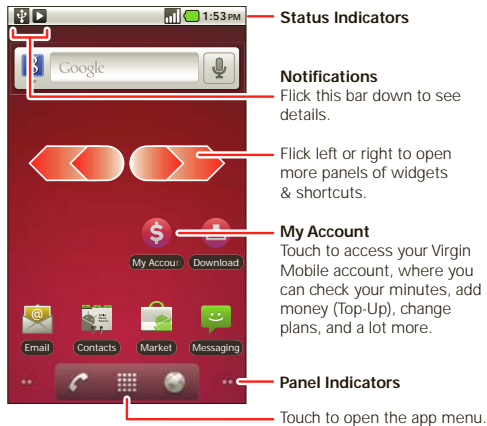 1:53 PM
Google
My Accoun
Download
Email
Contacts
Market
Messaging
Status Indicators
Notifications
Flick this bar down to see
details.
Flick left or right to open
more panels of widgets
& shortcuts.
My Account
Touch to access your Virgin
Mobile account, where you
can check your minutes, add
money (Top-Up), change
plans, and a lot more.
Panel Indicators
Touch to open the app menu.